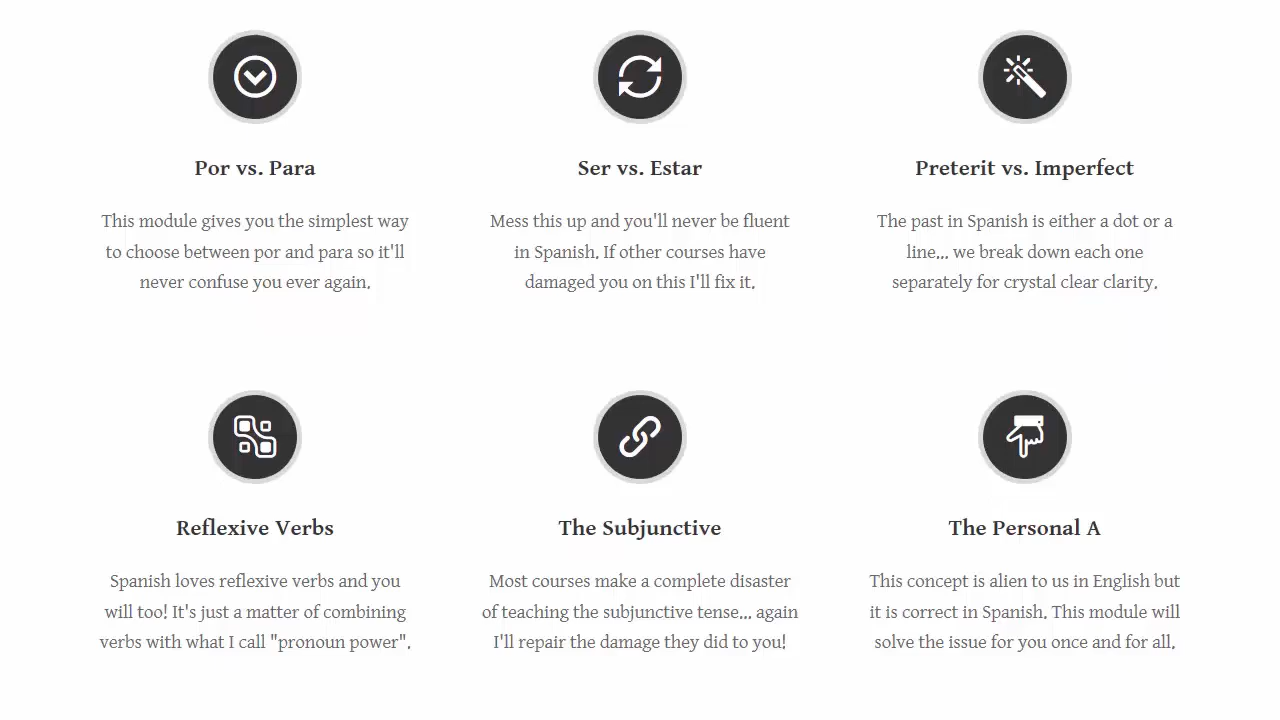 Por vs. Para
This module gives you the simplest way
to choose between por and para so it'll
never confuse you ever again.
Ser vs. Estar
Mess this up and you'll never be fluent
in Spanish. If other courses have
damaged you on this I'll fix it.
Preterit vs. Imperfect
The past in Spanish is either a dot or a
line... we break down each one
separately for crystal clear clarity.
Reflexive Verbs
Spanish loves reflexive verbs and you
will too! It's just a matter of combining
verbs with what I call "pronoun power".
The Subjunctive
Most courses make a complete disaster
of teaching the subjunctive tense... again
I'll repair the damage they did to you!
The Personal A
This concept is alien to us in English but
it is correct in Spanish. This module will
solve the issue for you once and for all.